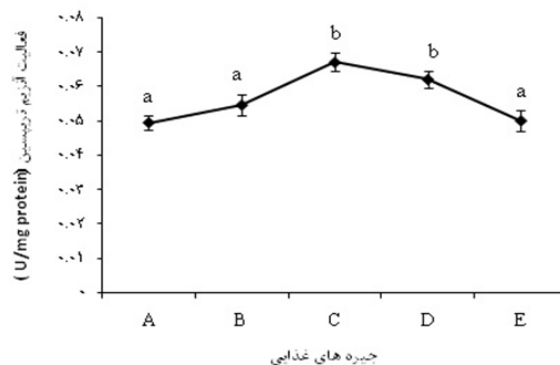 ۰.۰۸
۰.۰۷
۰.۰۶
۰.۰۵
۰.۰۴
۰.۰۳
۰.۰۲
۰.۰۱
۰
فعالیت آنزیم تریپسین
( U/mg protein)
a
a
b
b
a
A B C D E
جیره های غذایی